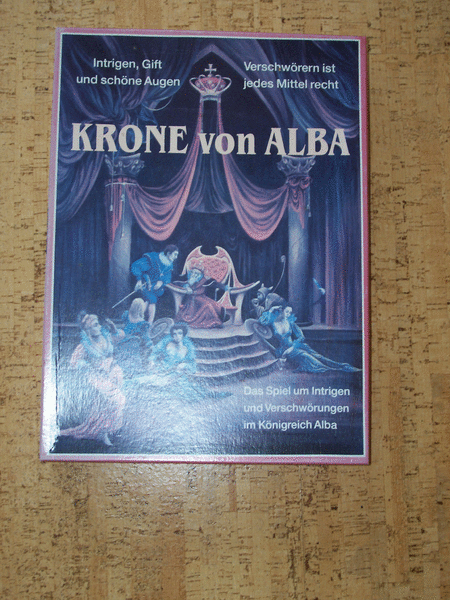 Intrigen, Gift
und schöne Augen
Verschwörern ist
jedes Mittel recht
KRONE von ALBA
Das Spiel um Intrigen
und Verschwörungen
im Königreich Alba